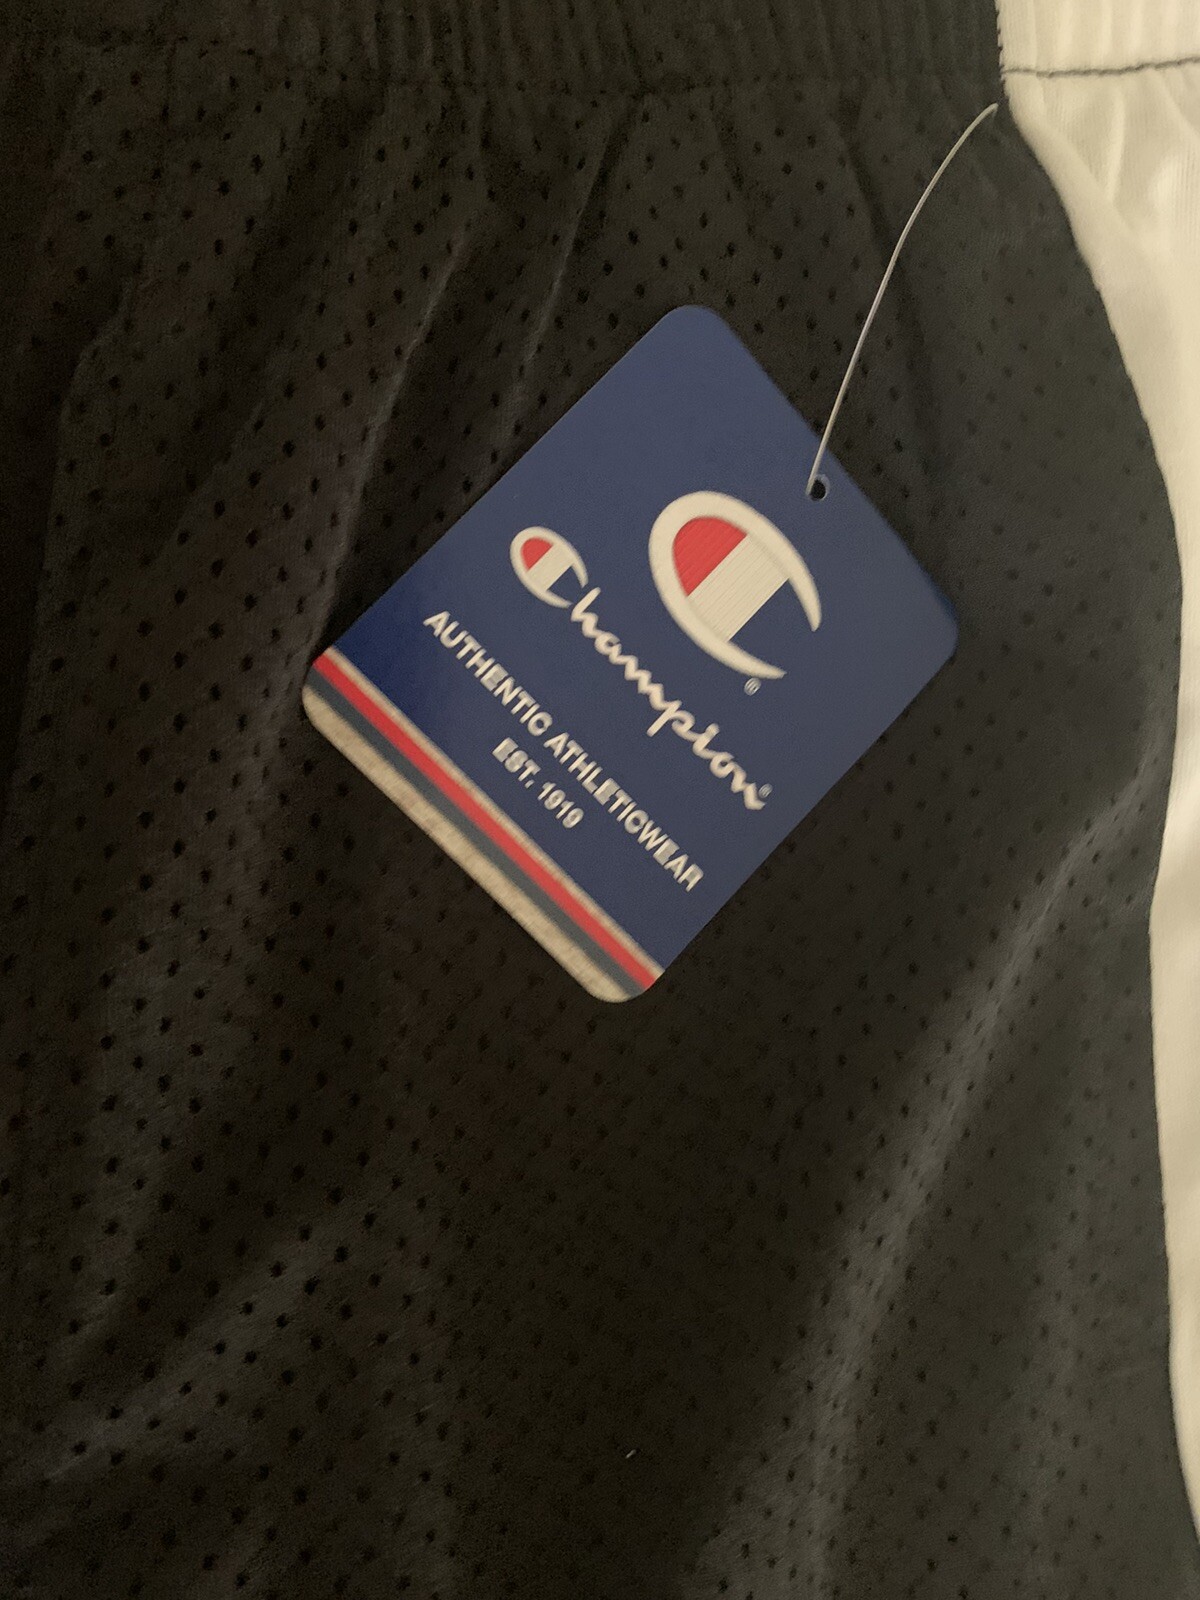 ®
Champion®
AUTHENTIC ATHLETICWEAR
EST. 1919